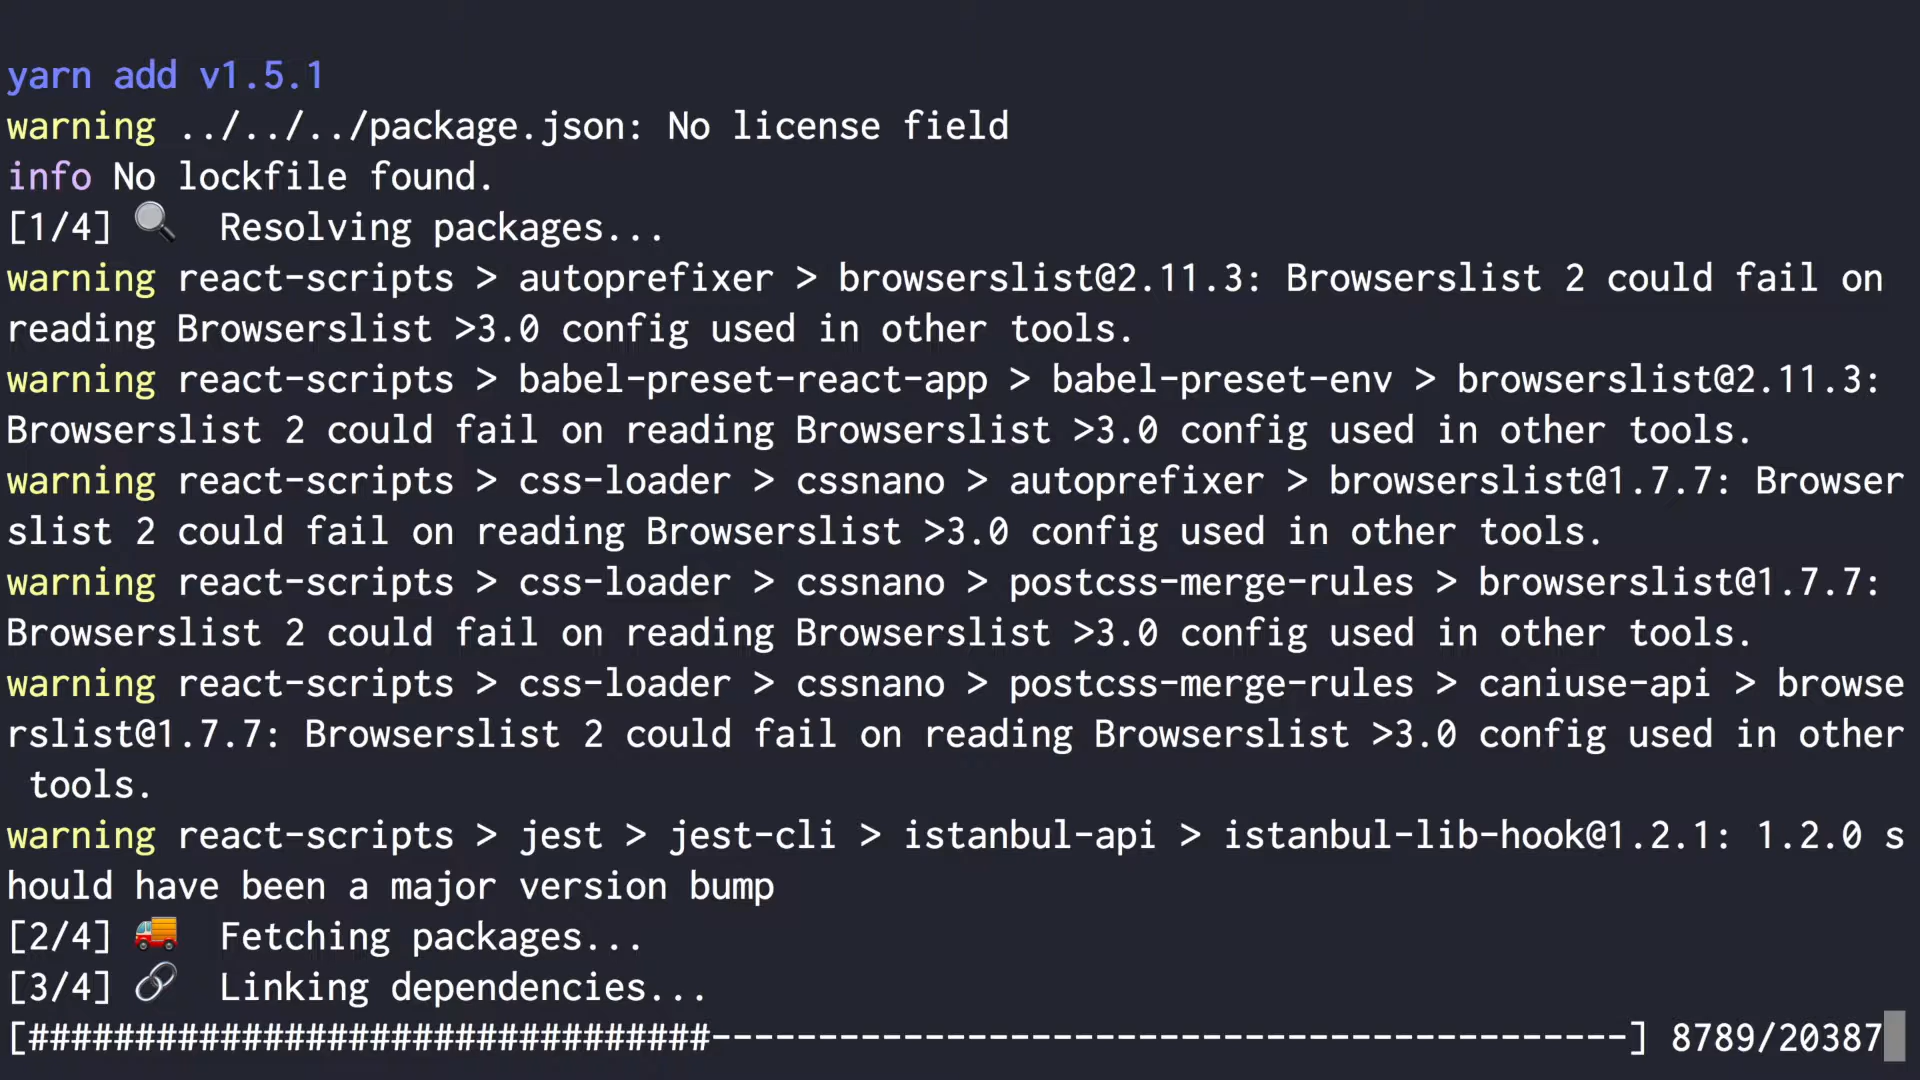 yarn add v1.5.1
warning ../../../package.json: No license field
info No lockfile found.
[1/4] 🔍 Resolving packages...
warning react-scripts > autoprefixer > browserslist@2.11.3: Browserslist 2 could fail on
reading Browserslist >3.0 config used in other tools.
warning react-scripts > babel-preset-react-app > babel-preset-env > browserslist@2.11.3:
Browserslist 2 could fail on reading Browserslist >3.0 config used in other tools.
warning react-scripts > css-loader > cssnano > autoprefixer > browserslist@1.7.7: Browser
slist 2 could fail on reading Browserslist >3.0 config used in other tools.
warning react-scripts > css-loader > cssnano > postcss-merge-rules > browserslist@1.7.7:
Browserslist 2 could fail on reading Browserslist >3.0 config used in other tools.
warning react-scripts > css-loader > cssnano > postcss-merge-rules > caniuse-api > browse
rslist@1.7.7: Browserslist 2 could fail on reading Browserslist >3.0 config used in other
tools.
warning react-scripts > jest > jest-cli > istanbul-api > istanbul-lib-hook@1.2.1: 1.2.0 s
hould have been a major version bump
[2/4] 🚚 Fetching packages...
[3/4] 🔗 Linking dependencies...
[################################-------------------------------------------] 8789/20387